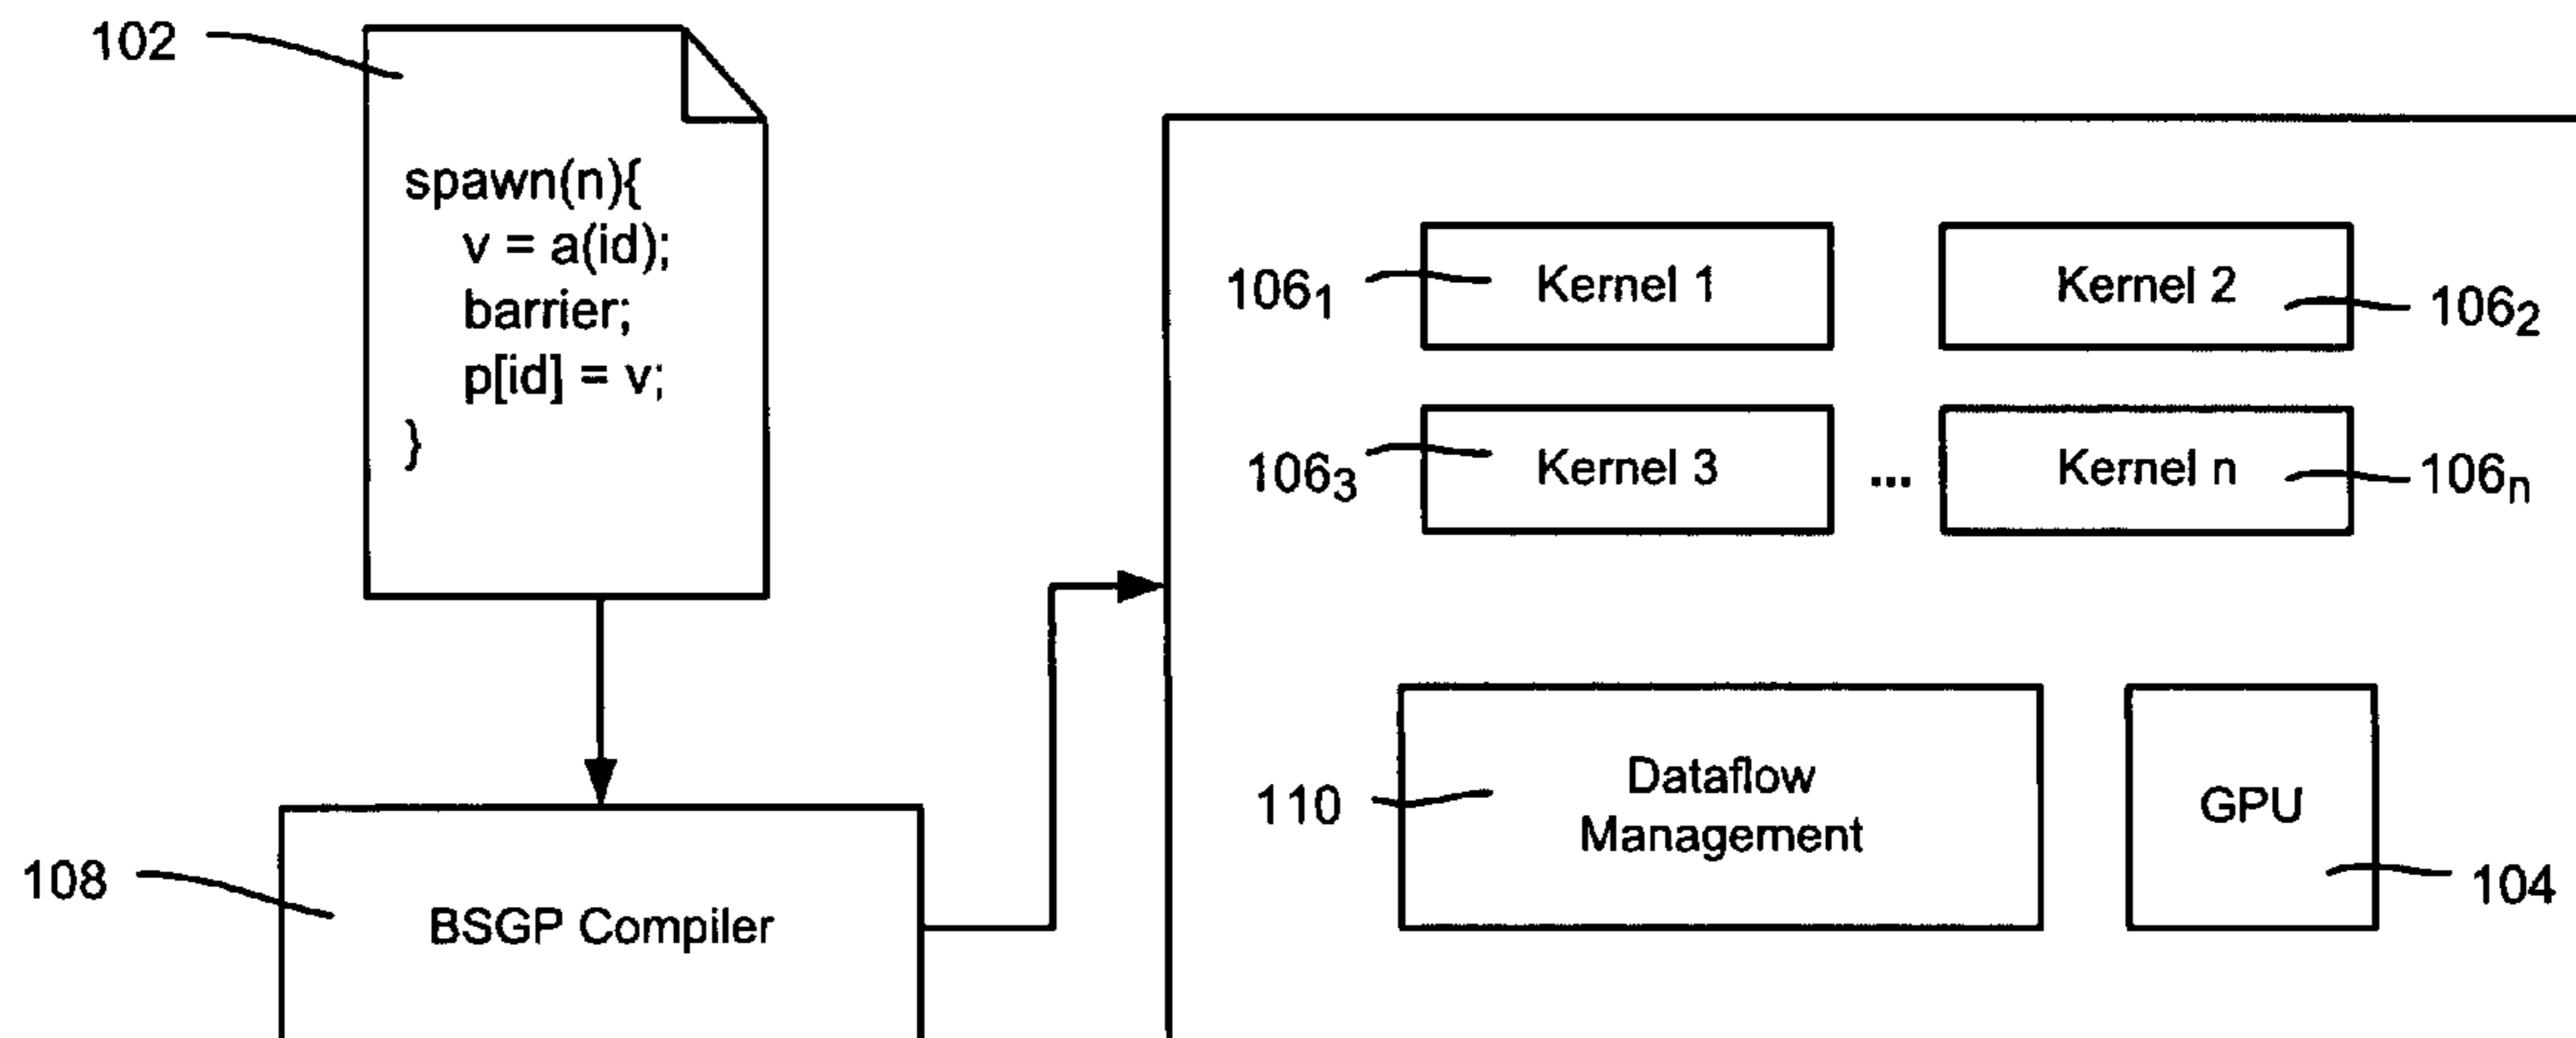 102
spawn(n){
v = a(id);
barrier;
p[id] = v;
}
108
BSGP Compiler
106₁
Kernel 1
Kernel 2
106₂
106₃
Kernel 3
...
Kernel n
106ₙ
110
Dataflow
Management
GPU
104